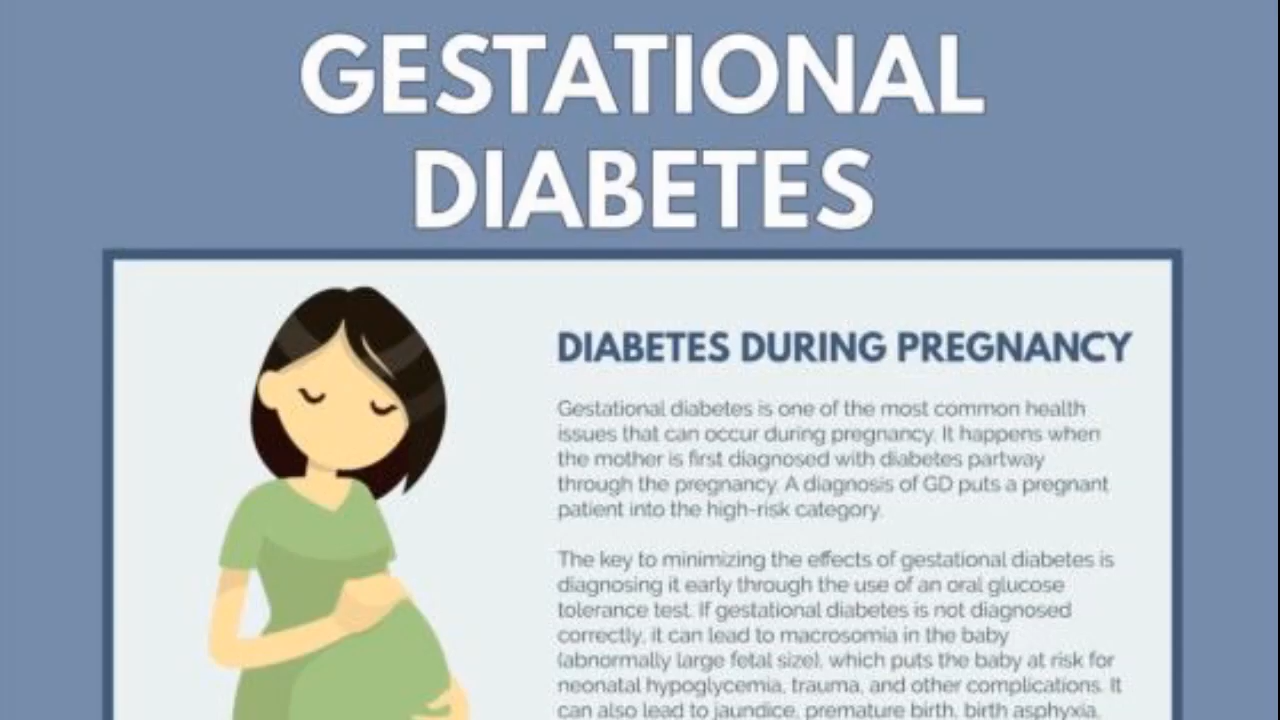 GESTATIONAL
DIABETES
DIABETES DURING PREGNANCY
Gestational diabetes is one of the most common health
issues that can occur during pregnancy. It happens when
the mother is first diagnosed with diabetes partway
through the pregnancy. A diagnosis of GD puts a pregnant
patient into the high-risk category.
The key to minimizing the effects of gestational diabetes is
diagnosing it early through the use of an oral glucose
tolerance test. If gestational diabetes is not diagnosed
correctly, it can lead to macrosomia in the baby
(abnormally large fetal size), which puts the baby at risk for
neonatal hypoglycemia, trauma, and other complications. It
can also lead to jaundice, premature birth, birth asphyxia,